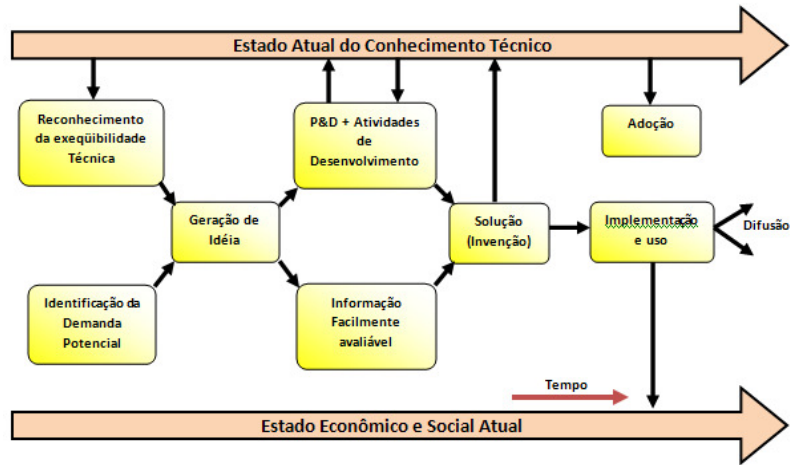 Estado Atual do Conhecimento Técnico
Reconhecimento
da exeqüibilidade
Técnica
P&D + Atividades
de
Desenvolvimento
Adoção
Geração de
Idéia
Solução
(Invenção)
Implementação
e uso
Difusão
Identificação da
Demanda
Potencial
Informação
Facilmente
avaliável
Tempo
Estado Econômico e Social Atual